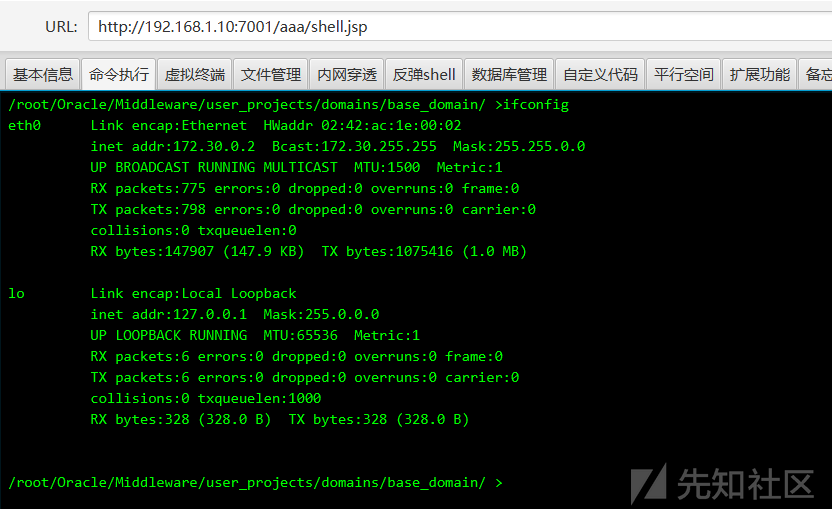 URL: http://192.168.1.10:7001/aaa/shell.jsp
基本信息 命令执行 虚拟终端 文件管理 内网穿透 反弹shell 数据库管理 自定义代码 平行空间 扩展功能 备忘
/root/Oracle/Middleware/user_projects/domains/base_domain/ >ifconfig
eth0 Link encap:Ethernet HWaddr 02:42:ac:1e:00:02
inet addr:172.30.0.2 Bcast:172.30.255.255 Mask:255.255.0.0
UP BROADCAST RUNNING MULTICAST MTU:1500 Metric:1
RX packets:775 errors:0 dropped:0 overruns:0 frame:0
TX packets:798 errors:0 dropped:0 overruns:0 carrier:0
collisions:0 txqueuelen:0
RX bytes:147907 (147.9 KB) TX bytes:1075416 (1.0 MB)
lo Link encap:Local Loopback
inet addr:127.0.0.1 Mask:255.0.0.0
UP LOOPBACK RUNNING MTU:65536 Metric:1
RX packets:6 errors:0 dropped:0 overruns:0 frame:0
TX packets:6 errors:0 dropped:0 overruns:0 carrier:0
collisions:0 txqueuelen:1000
RX bytes:328 (328.0 B) TX bytes:328 (328.0 B)
/root/Oracle/Middleware/user_projects/domains/base_domain/ >
先知社区